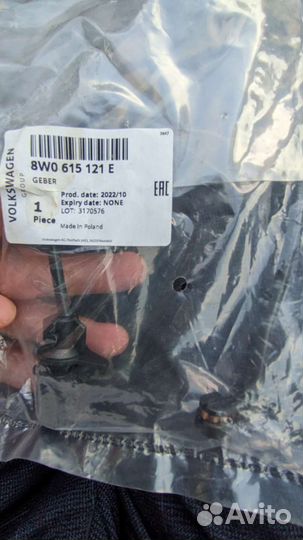 3647
VOLKSWAGEN
GROUP
8W0 615 121 E
GEBER
1
Piece
Prod. date: 2022/10
Expiry date: NONE
LOT: 3170576
EAC
Made in Poland
Avito